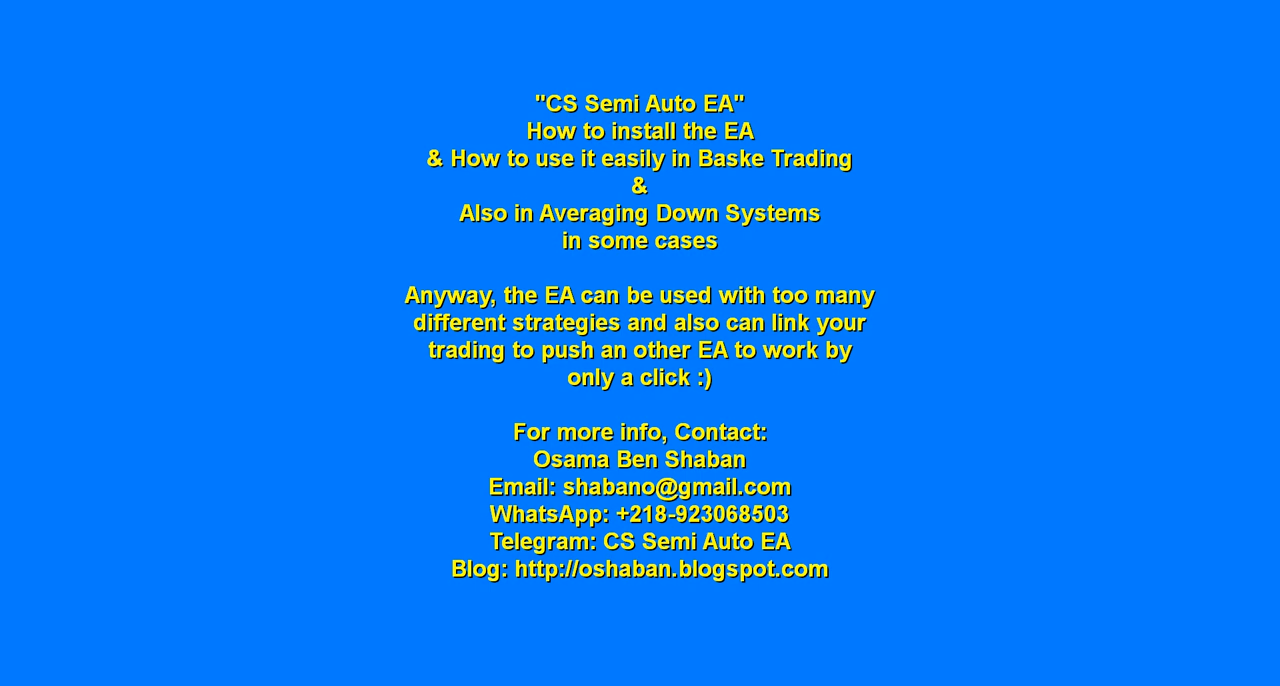 "CS Semi Auto EA"
How to install the EA
& How to use it easily in Baske Trading
&
Also in Averaging Down Systems
in some cases
Anyway, the EA can be used with too many
different strategies and also can link your
trading to push an other EA to work by
only a click :)
For more info, Contact:
Osama Ben Shaban
Email: shabano@gmail.com
WhatsApp: +218-923068503
Telegram: CS Semi Auto EA
Blog: http://oshaban.blogspot.com